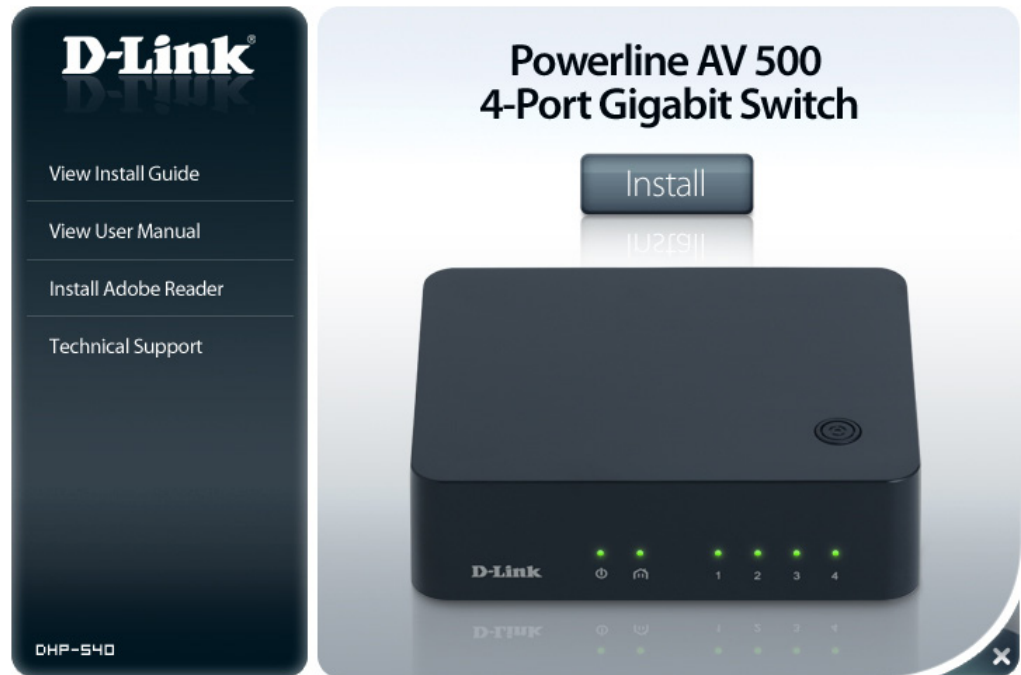 D-Link®
View Install Guide
View User Manual
Install Adobe Reader
Technical Support
DHP-540
Powerline AV 500
4-Port Gigabit Switch
Install
D-Link
1 2 3 4